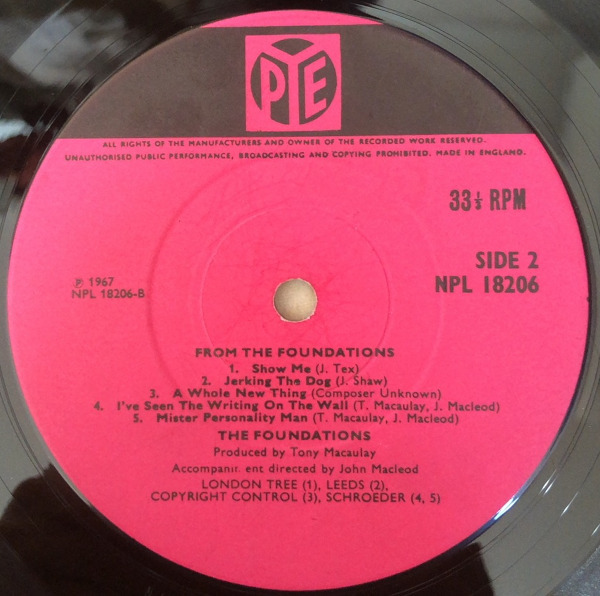 PYE
ALL RIGHTS OF THE MANUFACTURERS AND OWNER OF THE RECORDED WORK RESERVED.
UNAUTHORISED PUBLIC PERFORMANCE, BROADCASTING AND COPYING PROHIBITED. MADE IN ENGLAND.
33⅓ RPM
SIDE 2
NPL 18206
℗ 1967
NPL 18206-B
FROM THE FOUNDATIONS
1. Show Me (J. Tex)
2. Jerking The Dog (J. Shaw)
3. A Whole New Thing (Composer Unknown)
4. I've Seen The Writing On The Wall (T. Macaulay, J. Macleod)
5. Mister Personality Man (T. Macaulay, J. Macleod)
THE FOUNDATIONS
Produced by Tony Macaulay
Accompanir. ent directed by John Macleod
LONDON TREE (1), LEEDS (2),
COPYRIGHT CONTROL (3), SCHROEDER (4, 5)